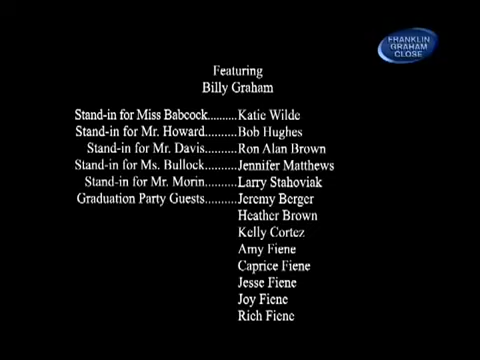 FRANKLIN
GRAHAM
CLOSE
Featuring
Billy Graham
Stand-in for Miss Babcock..........Katie Wilde
Stand-in for Mr. Howard..........Bob Hughes
Stand-in for Mr. Davis..........Ron Alan Brown
Stand-in for Ms. Bullock..........Jennifer Matthews
Stand-in for Mr. Morin..........Larry Stahoviak
Graduation Party Guests..........Jeremy Berger
Heather Brown
Kelly Cortez
Amy Fiene
Caprice Fiene
Jesse Fiene
Joy Fiene
Rich Fiene